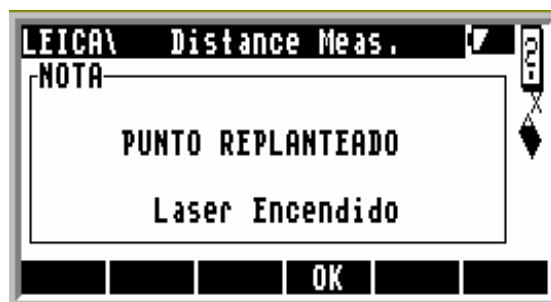 LEICA\ Distance Meas.
NOTA
PUNTO REPLANTEADO
Laser Encendido
OK